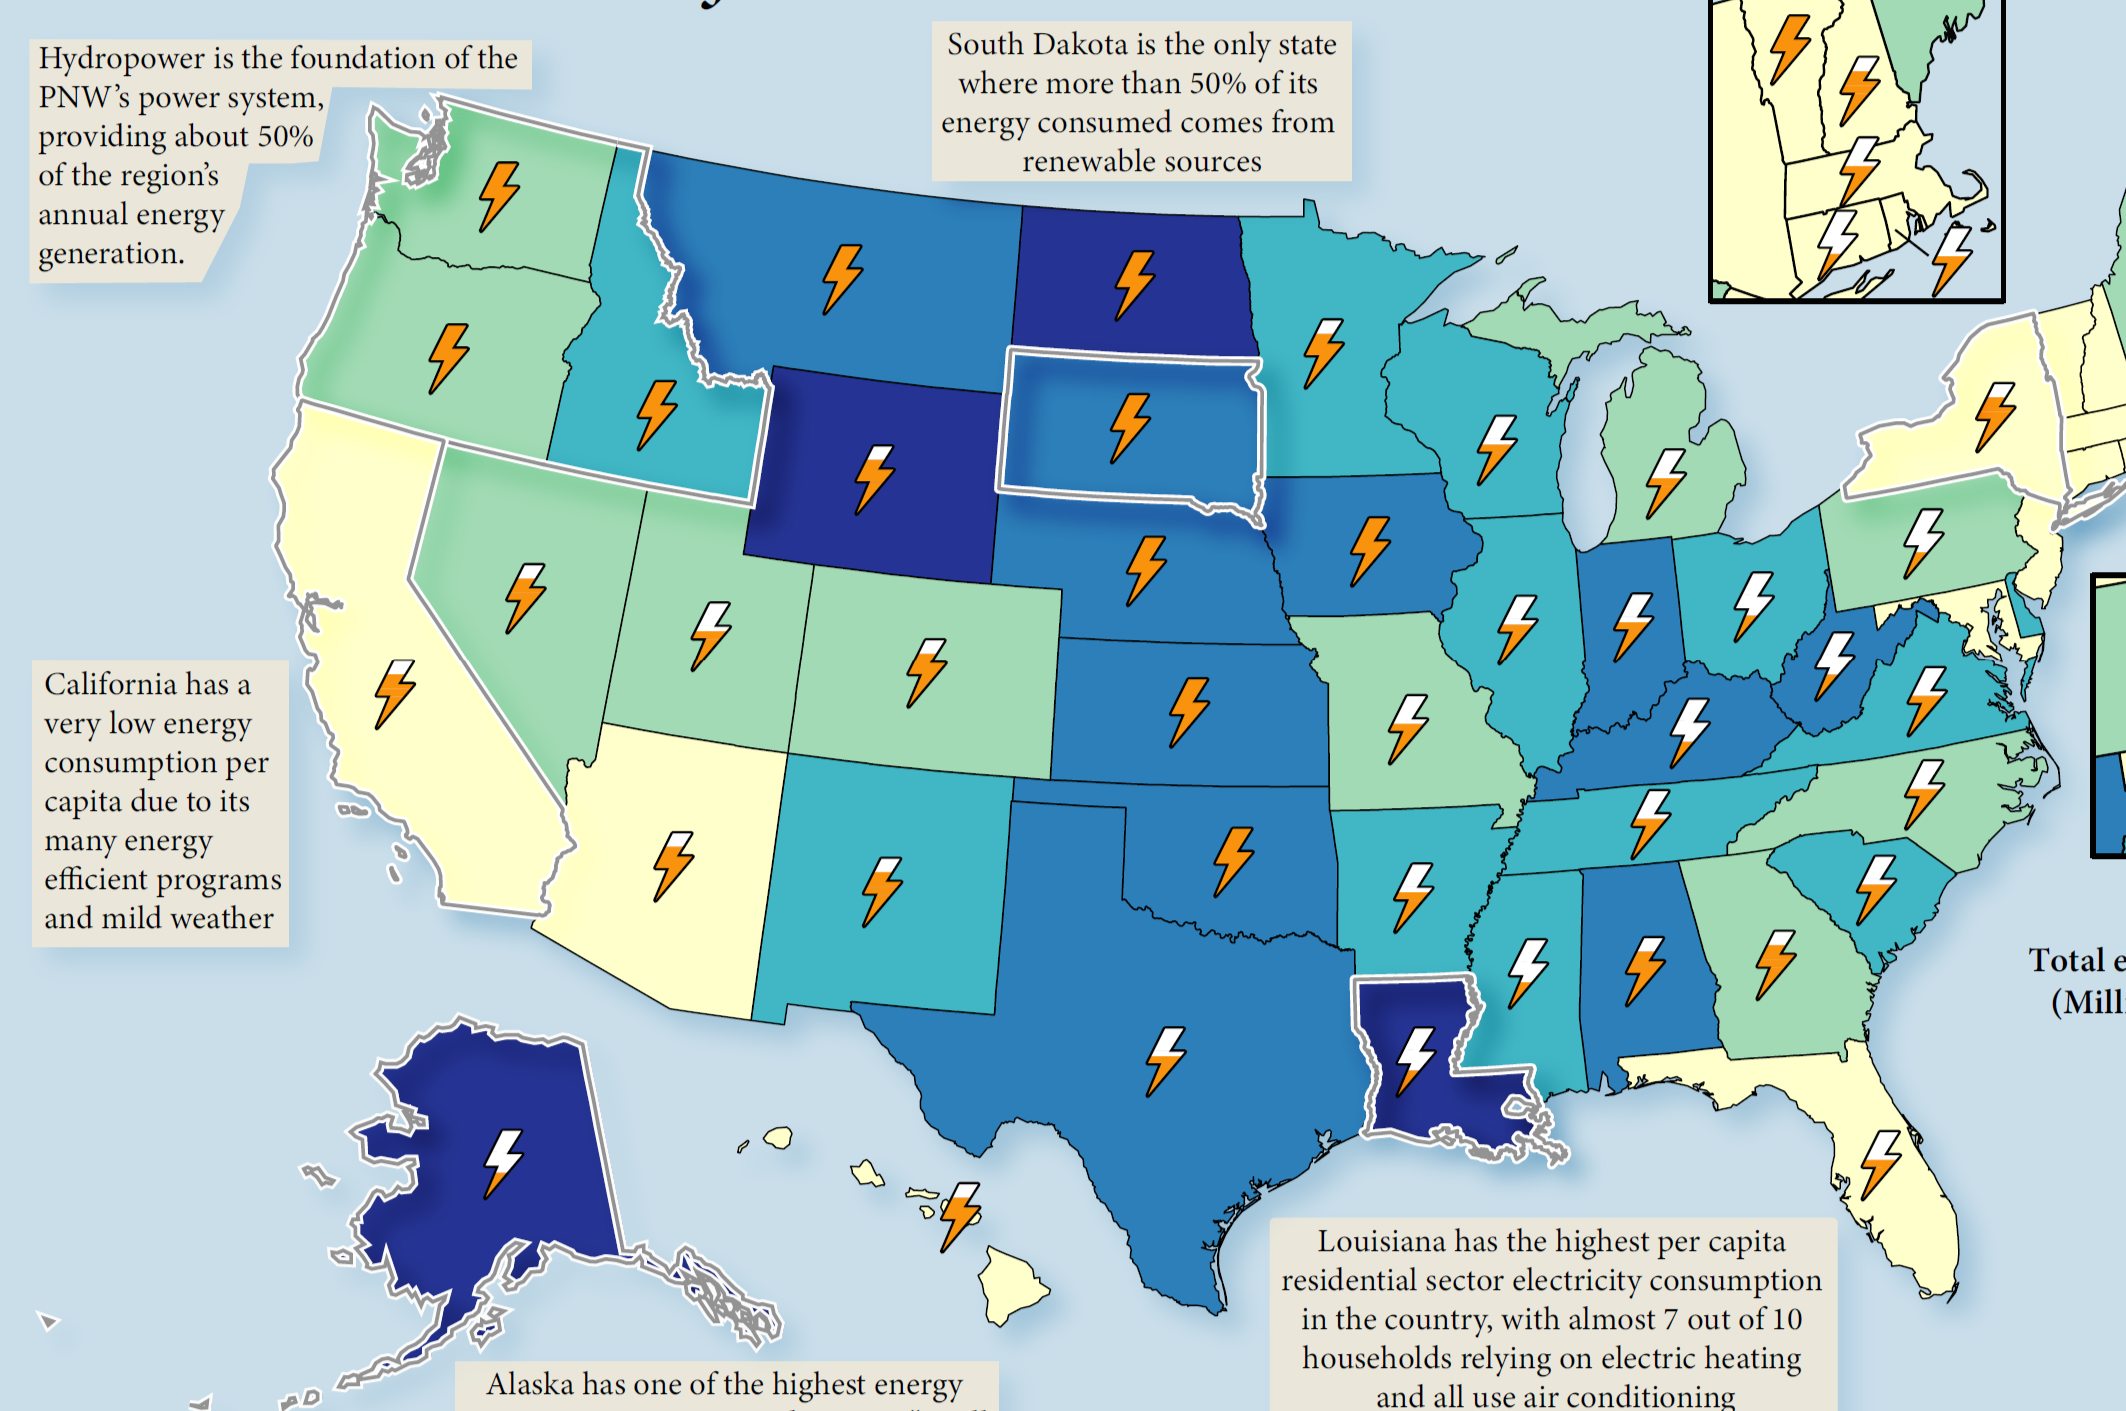 Hydropower is the foundation of the
PNW's power system,
providing about 50%
of the region's
annual energy
generation.
South Dakota is the only state
where more than 50% of its
energy consumed comes from
renewable sources
California has a
very low energy
consumption per
capita due to its
many energy
efficient programs
and mild weather
Total
Louisiana has the highest per capita
residential sector electricity consumption
in the country, with almost 7 out of 10
households relying on electric heating
and all use air conditioning
Alaska has one of the highest energy